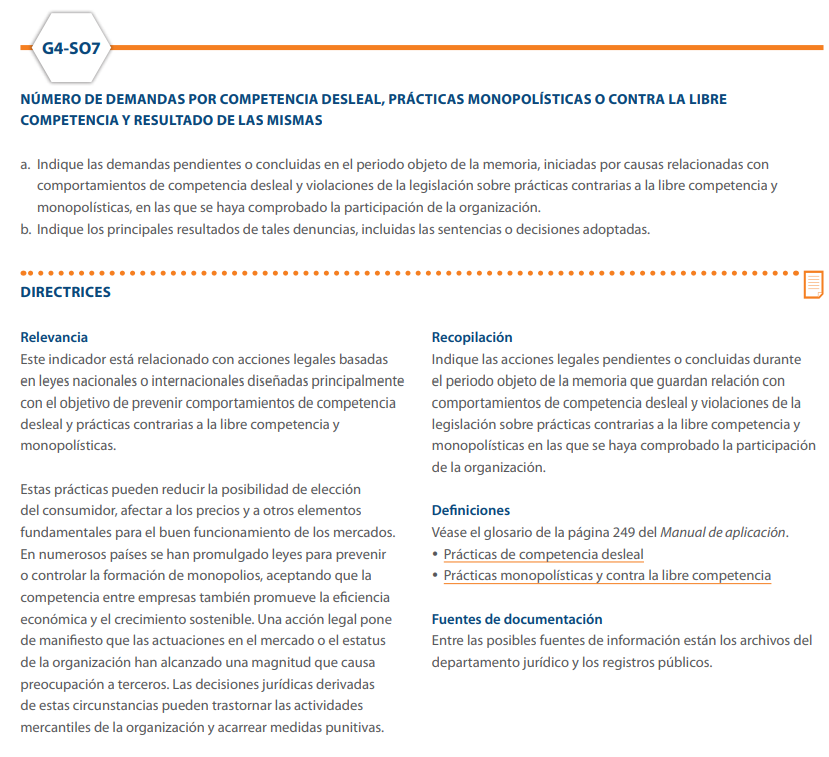 G4-SO7
NÚMERO DE DEMANDAS POR COMPETENCIA DESLEAL, PRÁCTICAS MONOPOLÍSTICAS O CONTRA LA LIBRE
COMPETENCIA Y RESULTADO DE LAS MISMAS
a. Indique las demandas pendientes o concluidas en el periodo objeto de la memoria, iniciadas por causas relacionadas con
comportamientos de competencia desleal y violaciones de la legislación sobre prácticas contrarias a la libre competencia y
monopolísticas, en las que se haya comprobado la participación de la organización.
b. Indique los principales resultados de tales denuncias, incluidas las sentencias o decisiones adoptadas.
DIRECTRICES
Relevancia
Este indicador está relacionado con acciones legales basadas
en leyes nacionales o internacionales diseñadas principalmente
con el objetivo de prevenir comportamientos de competencia
desleal y prácticas contrarias a la libre competencia y
monopolísticas.
Estas prácticas pueden reducir la posibilidad de elección
del consumidor, afectar a los precios y a otros elementos
fundamentales para el buen funcionamiento de los mercados.
En numerosos países se han promulgado leyes para prevenir
o controlar la formación de monopolios, aceptando que la
competencia entre empresas también promueve la eficiencia
económica y el crecimiento sostenible. Una acción legal pone
de manifiesto que las actuaciones en el mercado o el estatus
de la organización han alcanzado una magnitud que causa
preocupación a terceros. Las decisiones jurídicas derivadas
de estas circunstancias pueden trastornar las actividades
mercantiles de la organización y acarrear medidas punitivas.
Recopilación
Indique las acciones legales pendientes o concluidas durante
el periodo objeto de la memoria que guardan relación con
comportamientos de competencia desleal y violaciones de la
legislación sobre prácticas contrarias a la libre competencia y
monopolísticas en las que se haya comprobado la participación
de la organización.
Definiciones
Véase el glosario de la página 249 del Manual de aplicación.
• Prácticas de competencia desleal
• Prácticas monopolísticas y contra la libre competencia
Fuentes de documentación
Entre las posibles fuentes de información están los archivos del
departamento jurídico y los registros públicos.